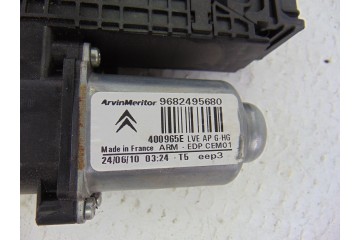 ArvinMeritor 9682495680
400965E LVE AP G-HG
Made in France ARM - EDP CEM01
24/06/10 03:24 - T5 eep3